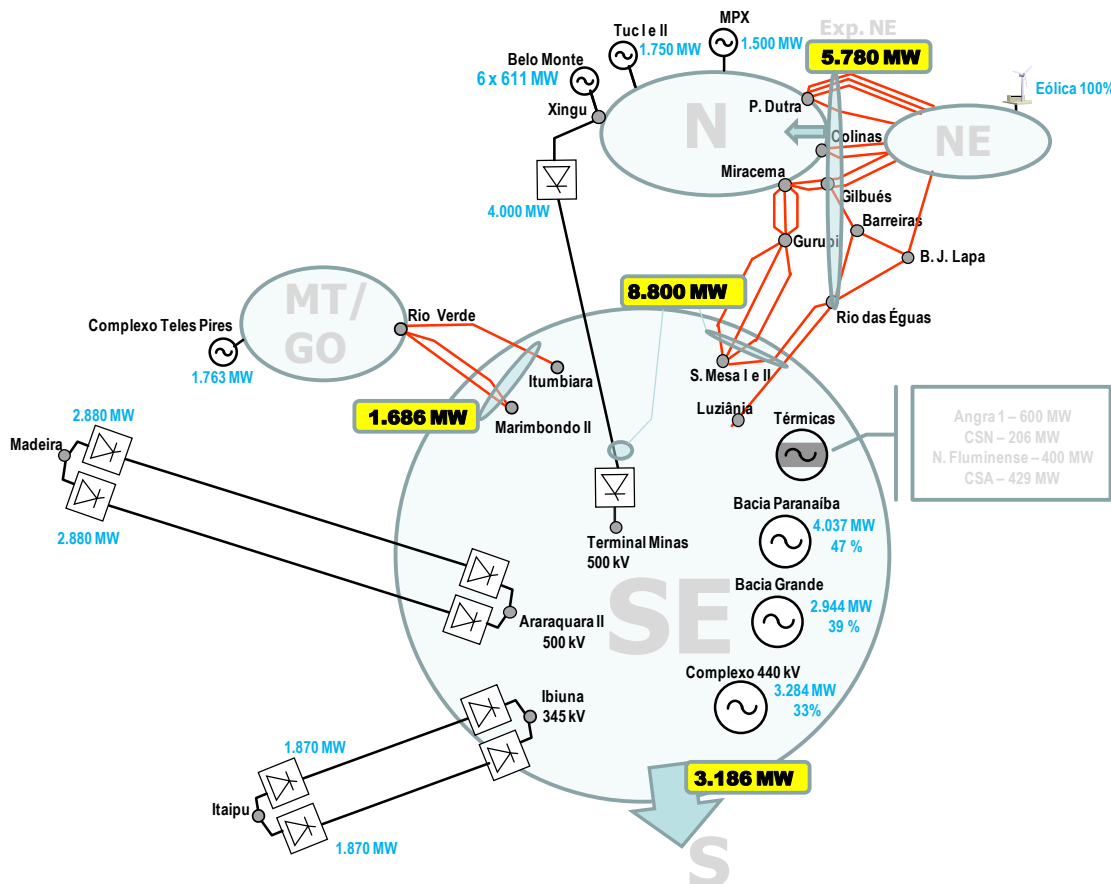 MPX
1.500 MW
Tuc I e II
1.750 MW
Exp. NE
5.780 MW
Belo Monte
6 x 611 MW
Xingu
N
P. Dutra
Eólica 100%
NE
Colinas
Miracema
Gilbués
4.000 MW
Barreiras
Gurupi
B. J. Lapa
MT/
GO
8.800 MW
Rio Verde
Rio das Éguas
Complexo Teles Pires
1.763 MW
Itumbiara
S. Mesa I e II
1.686 MW
Marimbondo II
Luziânia
Térmicas
Angra 1 – 600 MW
CSN – 206 MW
N. Fluminense – 400 MW
CSA – 429 MW
2.880 MW
Madeira
2.880 MW
Bacia Paranaíba
4.037 MW
47 %
Terminal Minas
500 kV
SE
Bacia Grande
2.944 MW
39 %
Araraquara II
500 kV
Complexo 440 kV
3.284 MW
33%
Ibiuna
345 kV
1.870 MW
Itaipu
1.870 MW
3.186 MW
S